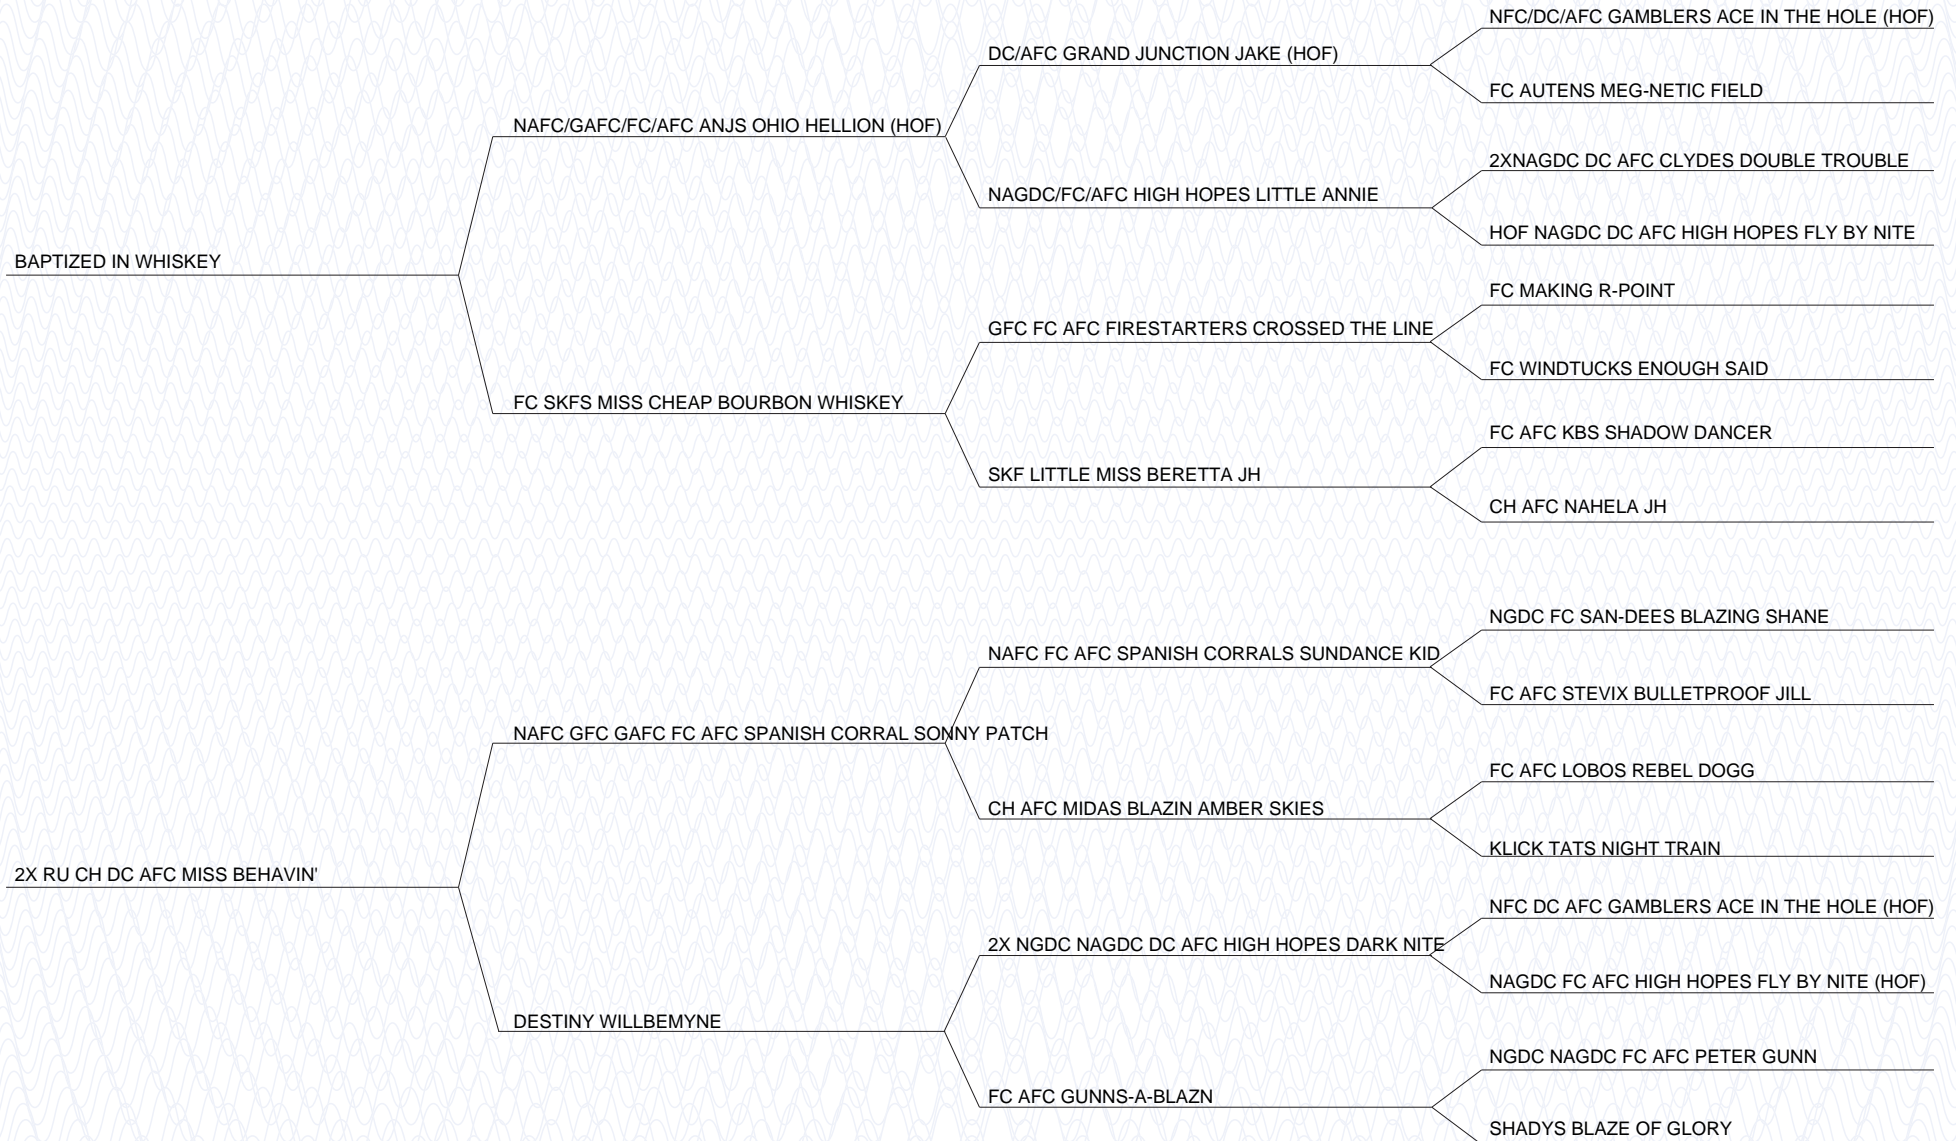 NFC/DC/AFC GAMBLERS ACE IN THE HOLE (HOF)
DC/AFC GRAND JUNCTION JAKE (HOF)
FC AUTENS MEG-NETIC FIELD
NAFC/GAFC/FC/AFC ANJS OHIO HELLION (HOF)
2XNAGDC DC AFC CLYDES DOUBLE TROUBLE
NAGDC/FC/AFC HIGH HOPES LITTLE ANNIE
HOF NAGDC DC AFC HIGH HOPES FLY BY NITE
BAPTIZED IN WHISKEY
FC MAKING R-POINT
GFC FC AFC FIRESTARTERS CROSSED THE LINE
FC WINDTUCKS ENOUGH SAID
FC SKFS MISS CHEAP BOURBON WHISKEY
FC AFC KBS SHADOW DANCER
SKF LITTLE MISS BERETTA JH
CH AFC NAHELA JH
NGDC FC SAN-DEES BLAZING SHANE
NAFC FC AFC SPANISH CORRALS SUNDANCE KID
FC AFC STEVIX BULLETPROOF JILL
NAFC GFC GAFC FC AFC SPANISH CORRAL SONNY PATCH
FC AFC LOBOS REBEL DOGG
CH AFC MIDAS BLAZIN AMBER SKIES
KLICK TATS NIGHT TRAIN
2X RU CH DC AFC MISS BEHAVIN'
NFC DC AFC GAMBLERS ACE IN THE HOLE (HOF)
2X NGDC NAGDC DC AFC HIGH HOPES DARK NITE
NAGDC FC AFC HIGH HOPES FLY BY NITE (HOF)
DESTINY WILLBEMYNE
NGDC NAGDC FC AFC PETER GUNN
FC AFC GUNNS-A-BLAZN
SHADYS BLAZE OF GLORY